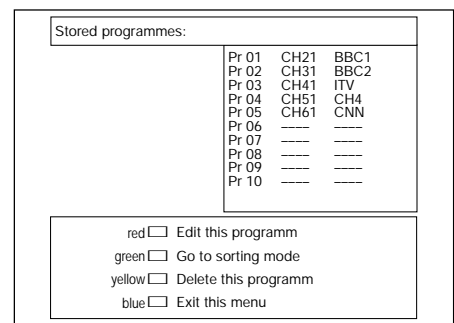 Stored programmes:
Pr 01 CH21 BBC1
Pr 02 CH31 BBC2
Pr 03 CH41 ITV
Pr 04 CH51 CH4
Pr 05 CH61 CNN
Pr 06 –––– ––––
Pr 07 –––– ––––
Pr 08 –––– ––––
Pr 09 –––– ––––
Pr 10 –––– ––––
red Edit this programm
green Go to sorting mode
yellow Delete this programm
blue Exit this menu